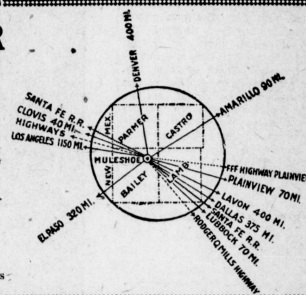 R
DENVER 400 MI.
AMARILLO 90 MI.
SANTA FE R.R.
CLOVIS 40 MI.
HIGHWAYS
LOS ANGELES 1150 MI.
EL PASO 320 MI.
NEW MEX.
PARMER
CASTRO
MULESHOE
BAILEY
LAMB
FFF HIGHWAY PLAINVIEW
PLAINVIEW 70 MI.
LAVON 400 MI.
DALLAS 375 MI.
SANTA FE R.R.
LUBBOCK 70 MI.
HIGHWAY
s